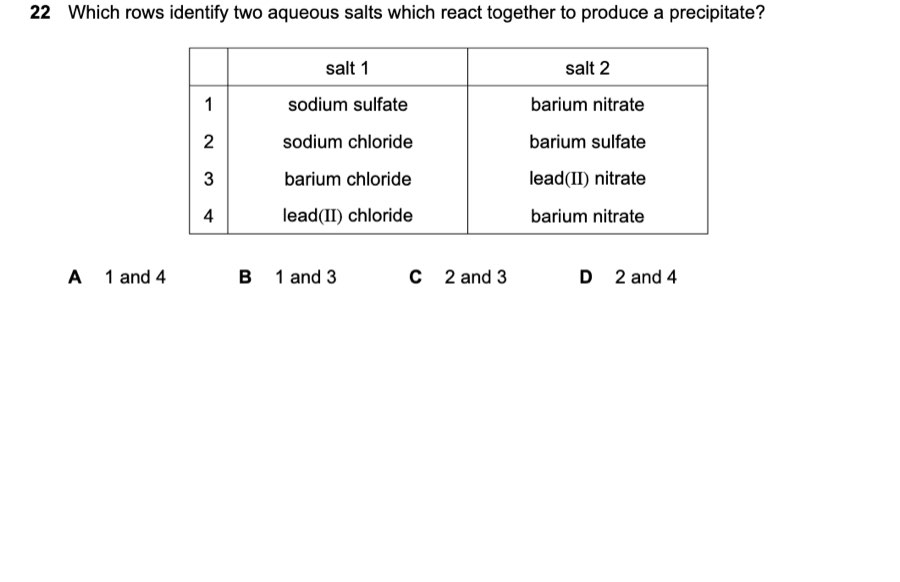 22 Which rows identify two aqueous salts which react together to produce a precipitate?
salt 1 salt 2
1 sodium sulfate barium nitrate
2 sodium chloride barium sulfate
3 barium chloride lead(II) nitrate
4 lead(II) chloride barium nitrate
A 1 and 4 B 1 and 3 C 2 and 3 D 2 and 4